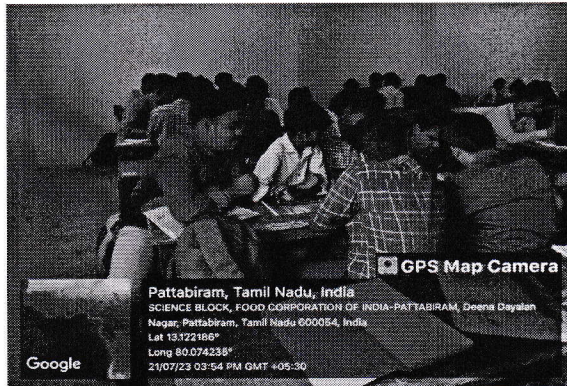 GPS Map Camera
Pattabiram, Tamil Nadu, India
SCIENCE BLOCK, FOOD CORPORATION OF INDIA-PATTABIRAM, Deena Dayalan
Nagar, Pattabiram, Tamil Nadu 600054, India
Lat 13.122186°
Long 80.074235°
21/07/23 03:54 PM GMT +05:30
Google